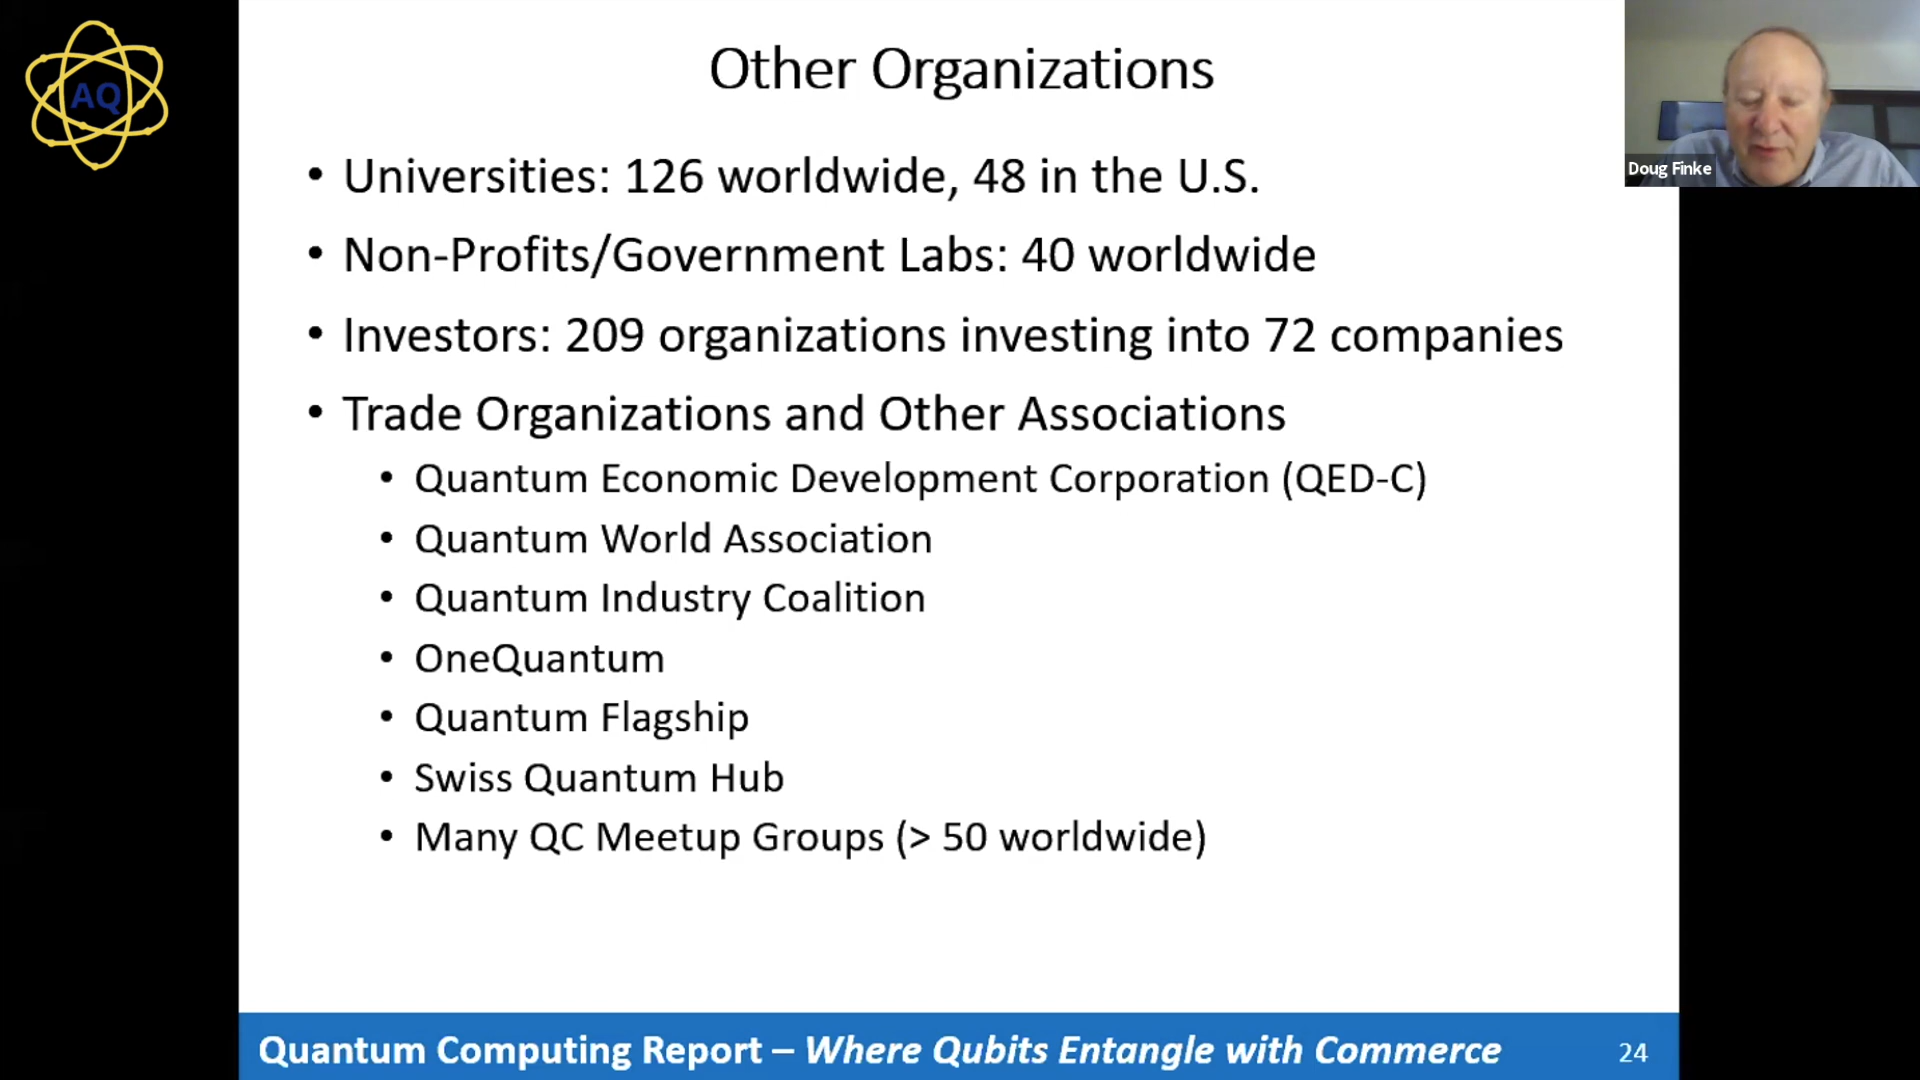 AQ
Other Organizations
Doug Finke
• Universities: 126 worldwide, 48 in the U.S.
• Non-Profits/Government Labs: 40 worldwide
• Investors: 209 organizations investing into 72 companies
• Trade Organizations and Other Associations
• Quantum Economic Development Corporation (QED-C)
• Quantum World Association
• Quantum Industry Coalition
• OneQuantum
• Quantum Flagship
• Swiss Quantum Hub
• Many QC Meetup Groups (> 50 worldwide)
Quantum Computing Report – Where Qubits Entangle with Commerce 24